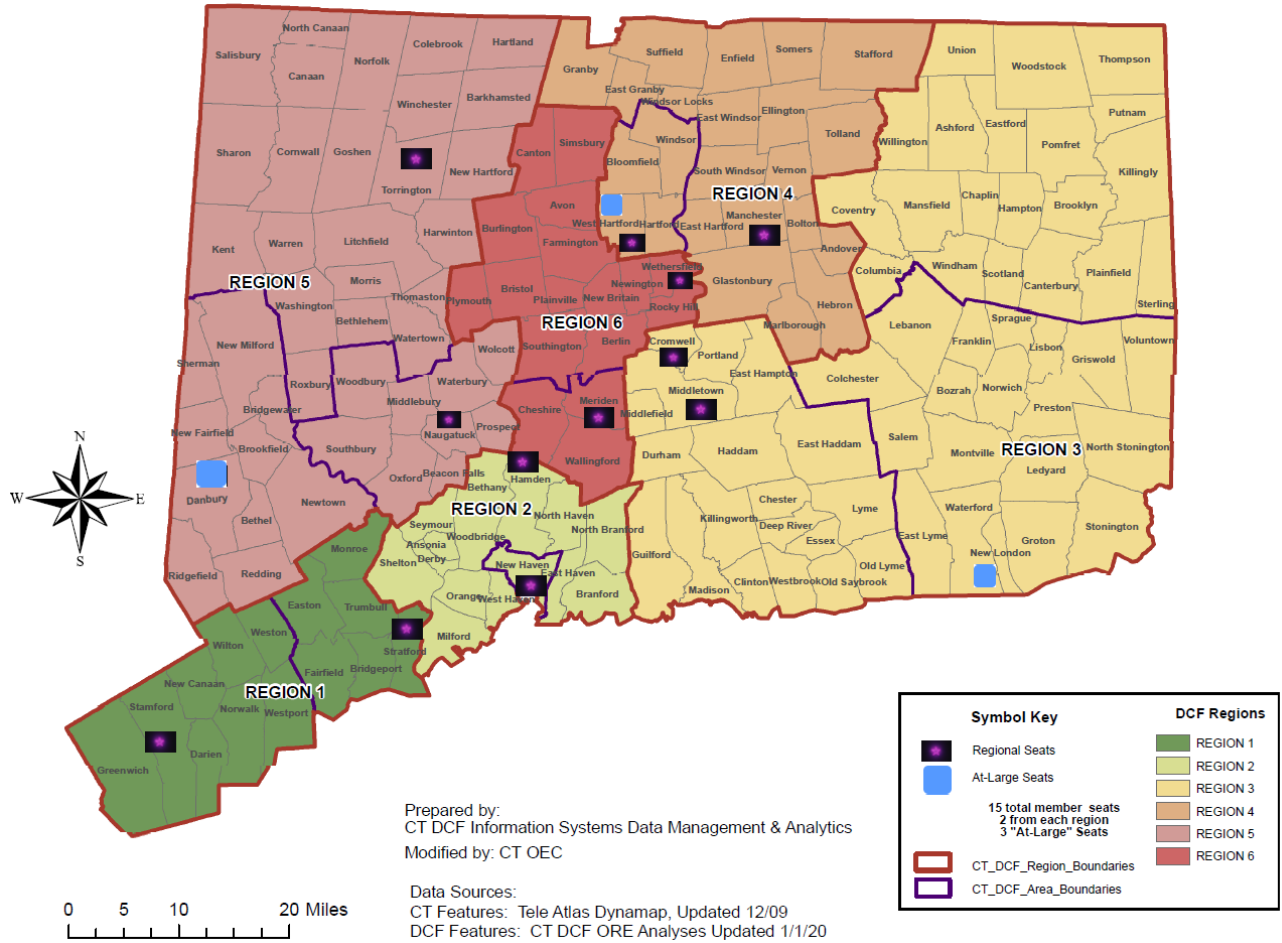 North Canaan
Colebrook
Hartland
Salisbury
Norfolk
Canaan
Winchester
Barkhamsted
Sharon
Cornwall
Goshen
Torrington
New Hartford
Kent
Warren
Litchfield
Harwinton
REGION 5
Morris
Washington
Thomaston
Bethlehem
Watertown
Sherman
New Milford
Roxbury
Woodbury
Wolcott
Waterbury
Middlebury
Bridgewater
New Fairfield
Brookfield
Naugatuck
Prospect
Southbury
Oxford
Beacon Falls
Danbury
Newtown
Bethel
Ridgefield
Redding
Granby
Suffield
Enfield
Somers
Stafford
East Granby
Windsor Locks
East Windsor
Ellington
Windsor
Tolland
Bloomfield
South Windsor
Vernon
REGION 4
West Hartford
Hartford
East Hartford
Manchester
Bolton
Andover
Glastonbury
Hebron
Marlborough
Canton
Simsbury
Avon
Burlington
Farmington
Wethersfield
Newington
Bristol
Plainville
New Britain
Plymouth
Rocky Hill
REGION 6
Southington
Berlin
Cheshire
Meriden
Wallingford
Union
Woodstock
Thompson
Putnam
Willington
Ashford
Eastford
Pomfret
Killingly
Mansfield
Chaplin
Hampton
Brooklyn
Coventry
Columbia
Windham
Scotland
Canterbury
Plainfield
Sterling
Lebanon
Sprague
Franklin
Lisbon
Griswold
Voluntown
Cromwell
Portland
East Hampton
Colchester
Bozrah
Norwich
Preston
Middletown
Middlefield
East Haddam
Salem
Montville
REGION 3
North Stonington
Ledyard
Durham
Haddam
Chester
Killingworth
Deep River
Lyme
Essex
Waterford
Stonington
East Lyme
New London
Groton
Guilford
Old Lyme
Clinton
Westbrook
Old Saybrook
Madison
Hamden
Bethany
REGION 2
North Haven
North Branford
Seymour
Woodbridge
Ansonia
Derby
Shelton
New Haven
East Haven
Orange
West Haven
Branford
Milford
Monroe
Easton
Trumbull
Weston
Wilton
Stratford
Fairfield
Bridgeport
New Canaan
REGION 1
Stamford
Norwalk
Westport
Darien
Greenwich
N
W
E
S
Symbol Key
Regional Seats
At-Large Seats
15 total member seats
2 from each region
3 "At-Large" Seats
CT_DCF_Region_Boundaries
CT_DCF_Area_Boundaries
DCF Regions
REGION 1
REGION 2
REGION 3
REGION 4
REGION 5
REGION 6
Prepared by:
CT DCF Information Systems Data Management & Analytics
Modified by: CT OEC
Data Sources:
CT Features: Tele Atlas Dynamap, Updated 12/09
DCF Features: CT DCF ORE Analyses Updated 1/1/20
0 5 10 20 Miles